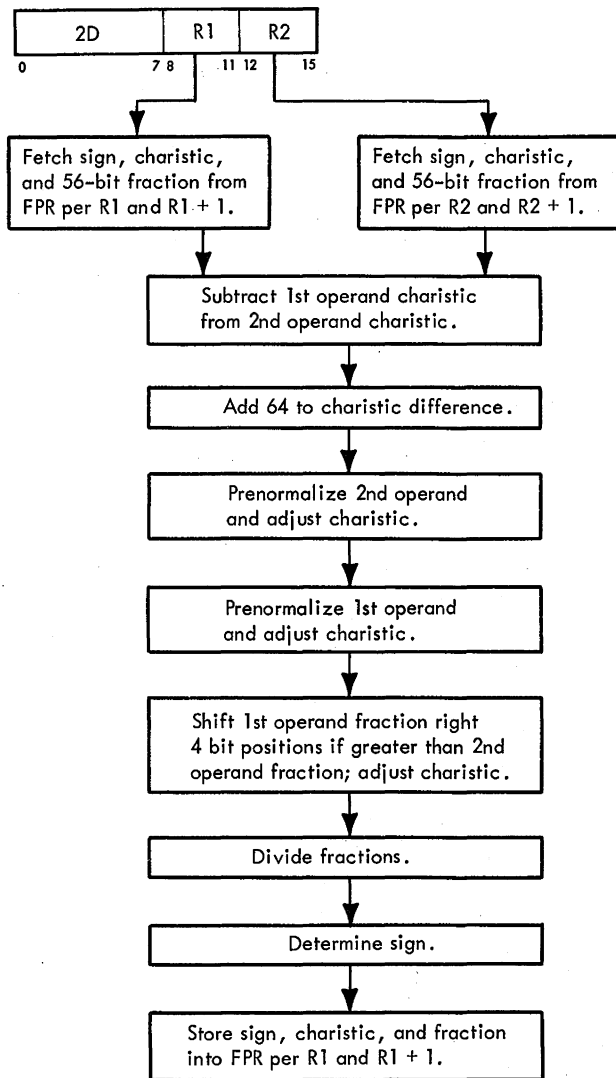 2D R1 R2
0 7 8 11 12 15
Fetch sign, charistic,
and 56-bit fraction from
FPR per R1 and R1 + 1.
Fetch sign, charistic,
and 56-bit fraction from
FPR per R2 and R2 + 1.
Subtract 1st operand charistic
from 2nd operand charistic.
Add 64 to charistic difference.
Prenormalize 2nd operand
and adjust charistic.
Prenormalize 1st operand
and adjust charistic.
Shift 1st operand fraction right
4 bit positions if greater than 2nd
operand fraction; adjust charistic.
Divide fractions.
Determine sign.
Store sign, charistic, and fraction
into FPR per R1 and R1 + 1.